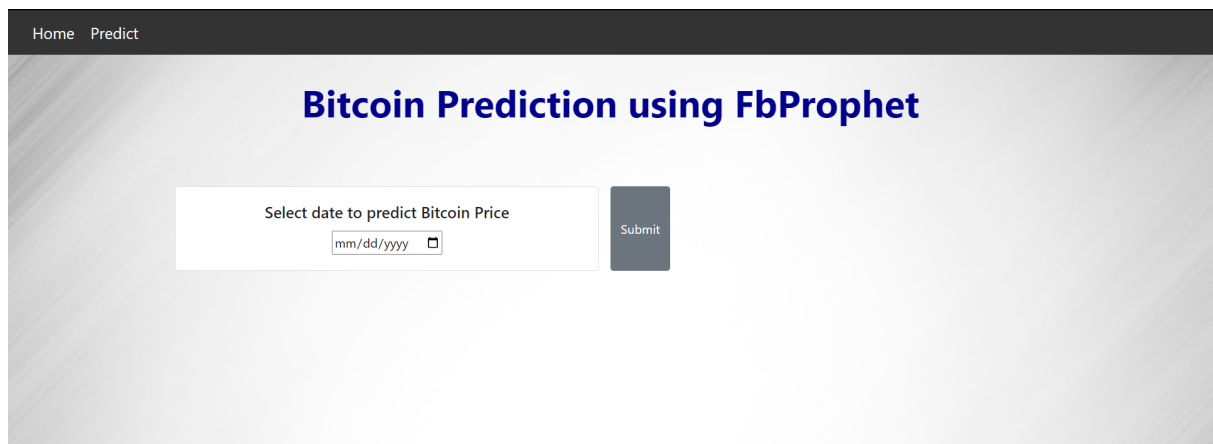 Home Predict
Bitcoin Prediction using FbProphet
Select date to predict Bitcoin Price
mm/dd/yyyy
Submit